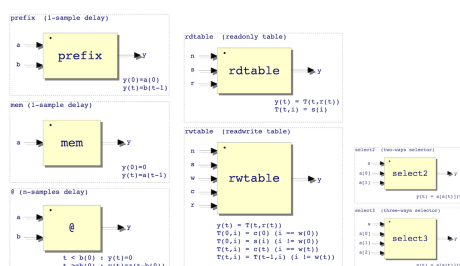 prefix (1-sample delay)
a
b
prefix
y
y(0)=a(0)
y(t)=b(t-1)
mem (1-sample delay)
a
mem
y
y(0)=0
y(t)=a(t-1)
@ (n-samples delay)
a
b
@
y
t < b(0) : y(t)=0
rdtable (readonly table)
n
s
r
rdtable
y
y(t) = T(t,r(t))
T(t,i) = s(i)
rwtable (readwrite table)
n
s
w
c
r
rwtable
y
y(t) = T(t,r(t))
T(0,i) = c(0) (i == w(0))
T(0,i) = s(i) (i != w(0))
T(t,i) = c(t) (i == w(t))
T(t,i) = T(t-1,i) (i != w(t))
select2 (two-ways selector)
s
s[0]
s[1]
select2
y
select3 (three-ways selector)
s
s[0]
s[1]
s[2]
select3
y